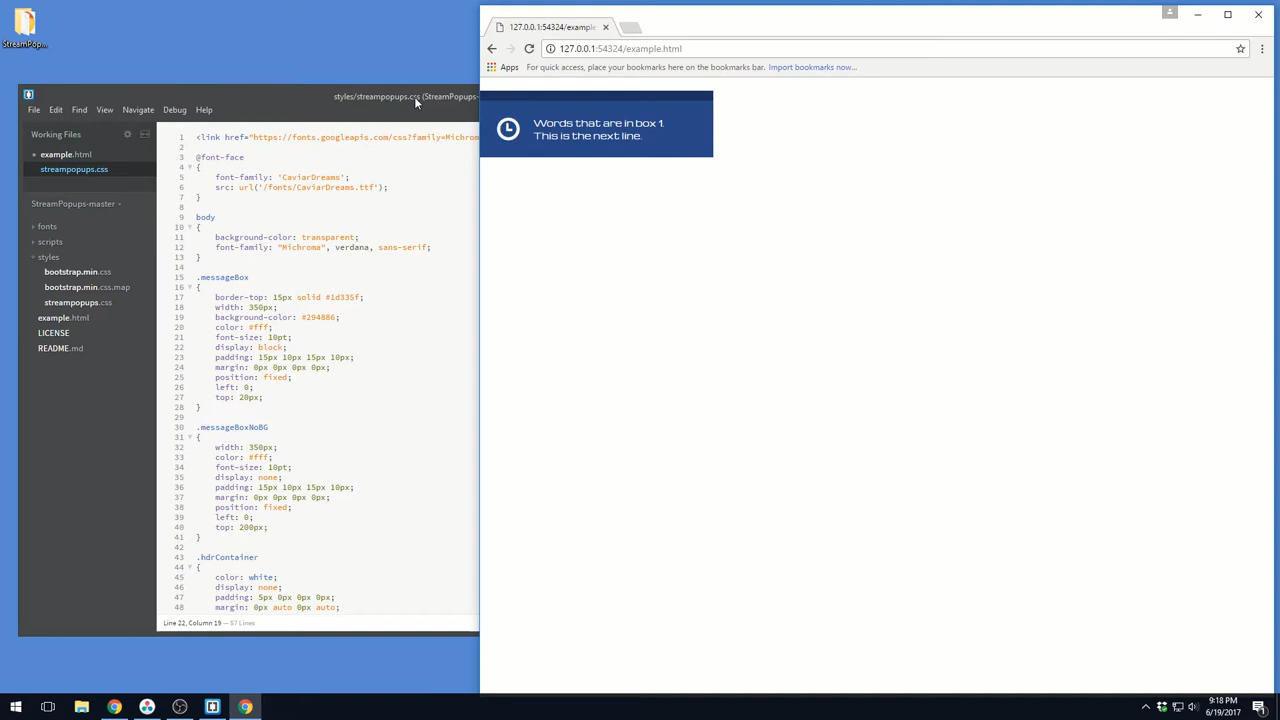 StreamPop...
styles/streampopups.css (StreamPopups-
File Edit Find View Navigate Debug Help
Working Files
example.html
streampopups.css
StreamPopups-master
fonts
scripts
styles
bootstrap.min.css
bootstrap.min.css.map
streampopups.css
example.html
LICENSE
README.md
1 <link href="https://fonts.googleapis.com/css?family=Michrom
2
3 @font-face
4 {
5 font-family: 'CaviarDreams';
6 src: url('/fonts/CaviarDreams.ttf');
7 }
8
9 body
10 {
11 background-color: transparent;
12 font-family: "Michroma", verdana, sans-serif;
13 }
14
15 .messageBox
16 {
17 border-top: 15px solid #1d335f;
18 width: 350px;
19 background-color: #294886;
20 color: #fff;
21 font-size: 10pt;
22 display: block;
23 padding: 15px 10px 15px 10px;
24 margin: 0px 0px 0px 0px;
25 position: fixed;
26 left: 0;
27 top: 20px;
28 }
29
30 .messageBoxNoBG
31 {
32 width: 350px;
33 color: #fff;
34 font-size: 10pt;
35 display: none;
36 padding: 15px 10px 15px 10px;
37 margin: 0px 0px 0px 0px;
38 position: fixed;
39 left: 0;
40 top: 200px;
41 }
42
43 .hdrContainer
44 {
45 color: white;
46 display: none;
47 padding: 5px 0px 0px 0px;
48 margin: 0px auto 0px auto;
Line 22, Column 19 — 57 Lines
127.0.0.1:54324/example
127.0.0.1:54324/example.html
Apps For quick access, place your bookmarks here on the bookmarks bar. Import bookmarks now...
Words that are in box 1.
This is the next line.
9:18 PM
6/19/2017
1